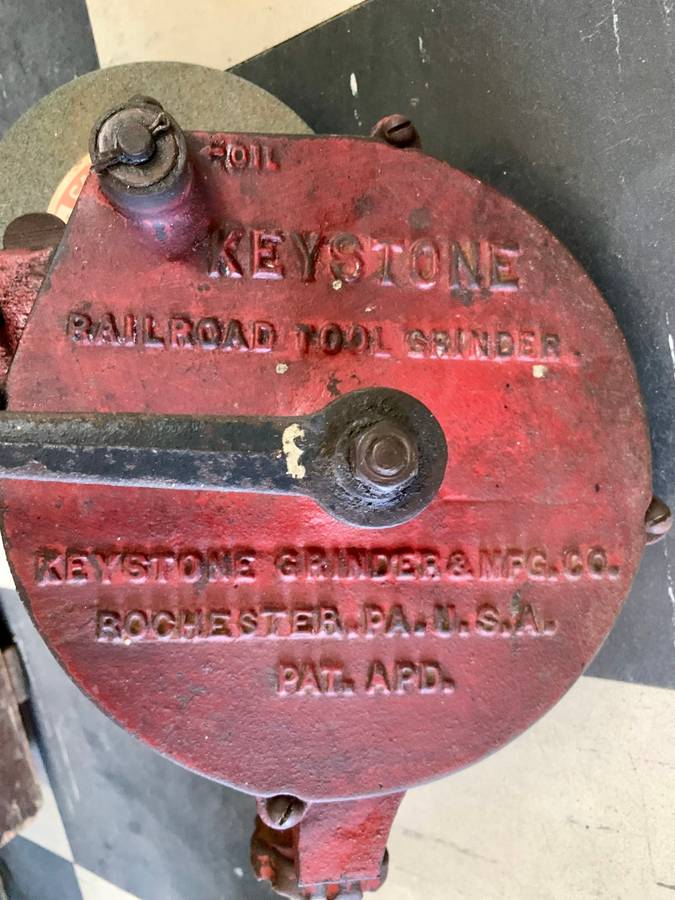 OIL
KEYSTONE
RAILROAD TOOL GRINDER.
KEYSTONE GRINDER & MFG. CO.
ROCHESTER, PA. U.S.A.
PAT. APD.